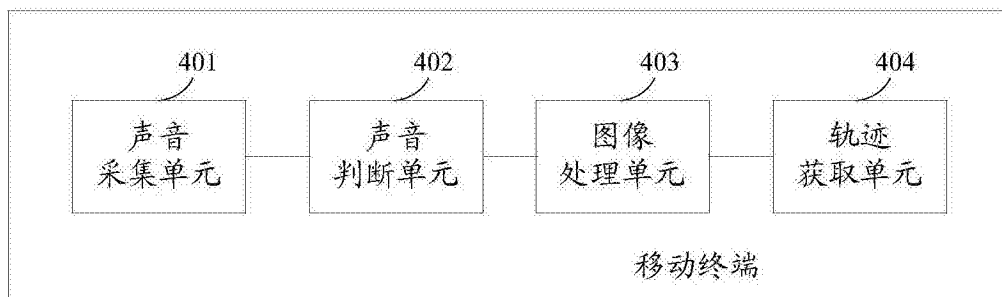 401
402
403
404
声音
采集单元
声音
判断单元
图像
处理单元
轨迹
获取单元
移动终端